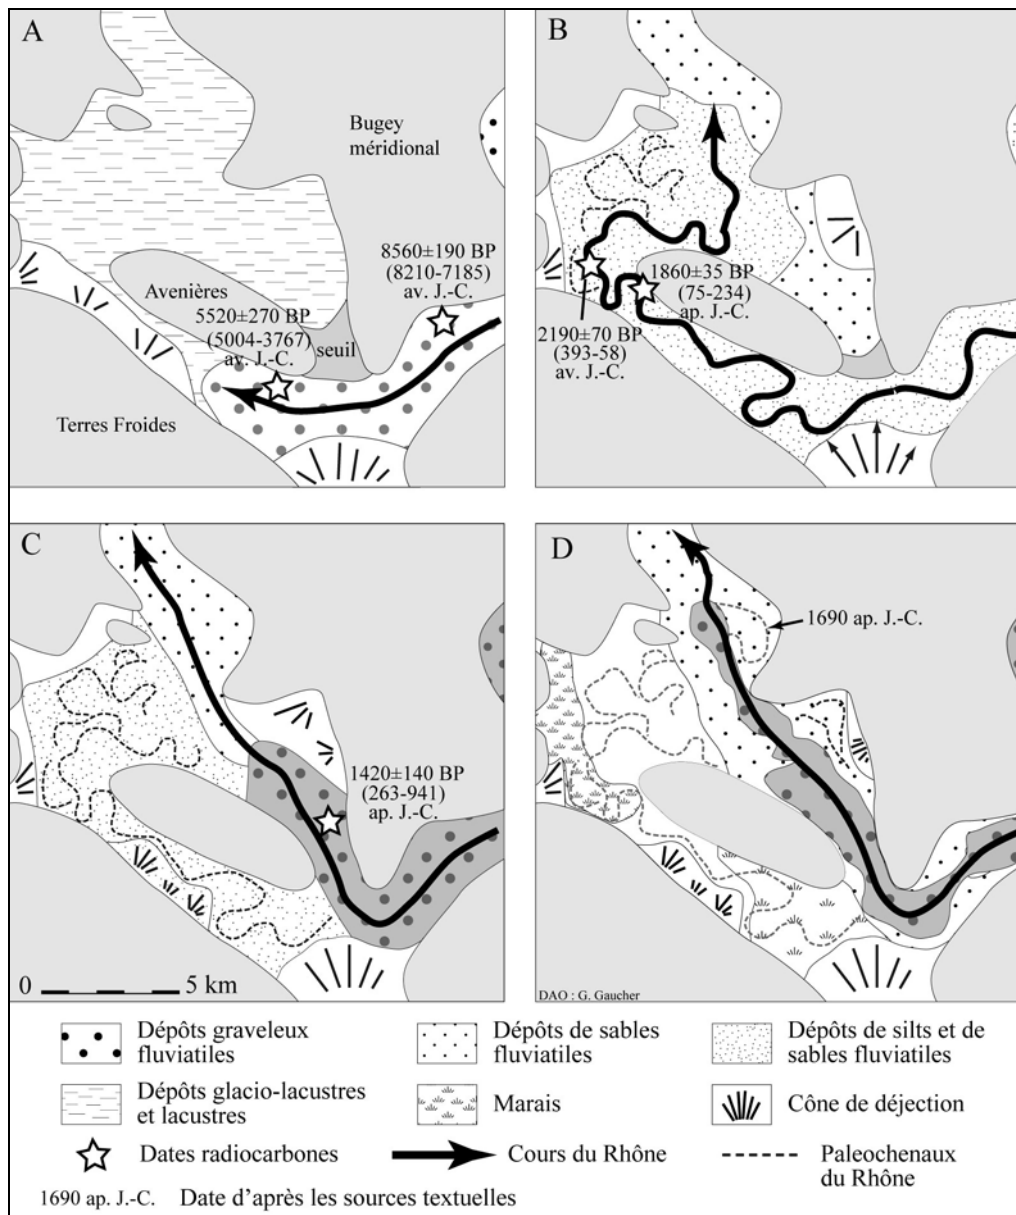 A
Bugey
méridional
8560±190 BP
(8210-7185)
av. J.-C.
Avenières
5520±270 BP
(5004-3767)
av. J.-C.
seuil
Terres Froides
B
1860±35 BP
(75-234)
ap. J.-C.
2190±70 BP
(393-58)
av. J.-C.
C
1420±140 BP
(263-941)
ap. J.-C.
0 5 km
D
1690 ap. J.-C.
DAO : G. Gaucher
Dépôts graveleux
fluviatiles
Dépôts de sables
fluviatiles
Dépôts de silts et de
sables fluviatiles
Dépôts glacio-lacustres
et lacustres
Marais
Cône de déjection
Dates radiocarbones
Cours du Rhône
Paleochenaux
du Rhône
1690 ap. J.-C. Date d'après les sources textuelles